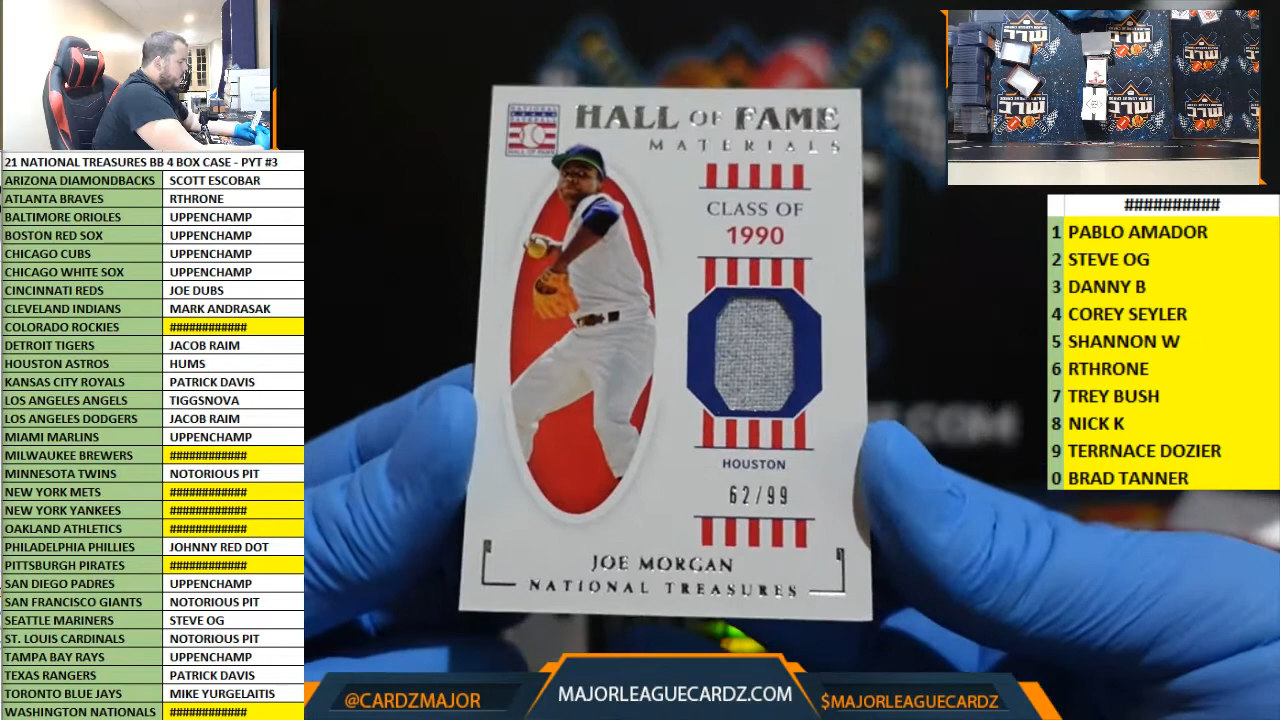 21 NATIONAL TREASURES BB 4 BOX CASE - PYT #3
ARIZONA DIAMONDBACKS SCOTT ESCOBAR
ATLANTA BRAVES RTHRONE
BALTIMORE ORIOLES UPPENCHAMP
BOSTON RED SOX UPPENCHAMP
CHICAGO CUBS UPPENCHAMP
CHICAGO WHITE SOX UPPENCHAMP
CINCINNATI REDS JOE DUBS
CLEVELAND INDIANS MARK ANDRASAK
COLORADO ROCKIES ############
DETROIT TIGERS JACOB RAIM
HOUSTON ASTROS HUMS
KANSAS CITY ROYALS PATRICK DAVIS
LOS ANGELES ANGELS TIGGSNOVA
LOS ANGELES DODGERS JACOB RAIM
MIAMI MARLINS UPPENCHAMP
MILWAUKEE BREWERS ############
MINNESOTA TWINS NOTORIOUS PIT
NEW YORK METS ############
NEW YORK YANKEES ############
OAKLAND ATHLETICS ############
PHILADELPHIA PHILLIES JOHNNY RED DOT
PITTSBURGH PIRATES ############
SAN DIEGO PADRES UPPENCHAMP
SAN FRANCISCO GIANTS NOTORIOUS PIT
SEATTLE MARINERS STEVE OG
ST. LOUIS CARDINALS NOTORIOUS PIT
TAMPA BAY RAYS UPPENCHAMP
TEXAS RANGERS PATRICK DAVIS
TORONTO BLUE JAYS MIKE YURGELAITIS
WASHINGTON NATIONALS ############
HALL OF FAME
MATERIALS
CLASS OF
1990
HOUSTON
62/99
JOE MORGAN
NATIONAL TREASURES
##########
1 PABLO AMADOR
2 STEVE OG
3 DANNY B
4 COREY SEYLER
5 SHANNON W
6 RTHRONE
7 TREY BUSH
8 NICK K
9 TERRNACE DOZIER
0 BRAD TANNER
@CARDZMAJOR
MAJORLEAGUECARDZ.COM
$MAJORLEAGUECARDZ